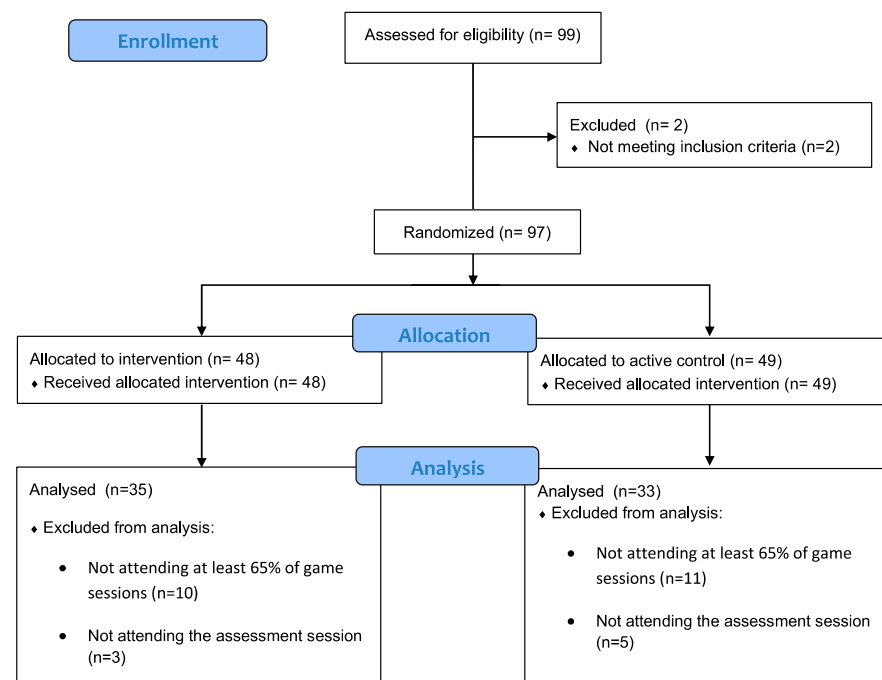 Enrollment
Assessed for eligibility (n= 99)
Excluded (n= 2)
♦ Not meeting inclusion criteria (n=2)
Randomized (n= 97)
Allocation
Allocated to intervention (n= 48)
♦ Received allocated intervention (n= 48)
Allocated to active control (n= 49)
♦ Received allocated intervention (n= 49)
Analysis
Analysed (n=35)
♦ Excluded from analysis:
• Not attending at least 65% of game
sessions (n=10)
• Not attending the assessment session
(n=3)
Analysed (n=33)
♦ Excluded from analysis:
• Not attending at least 65% of game
sessions (n=11)
• Not attending the assessment session
(n=5)